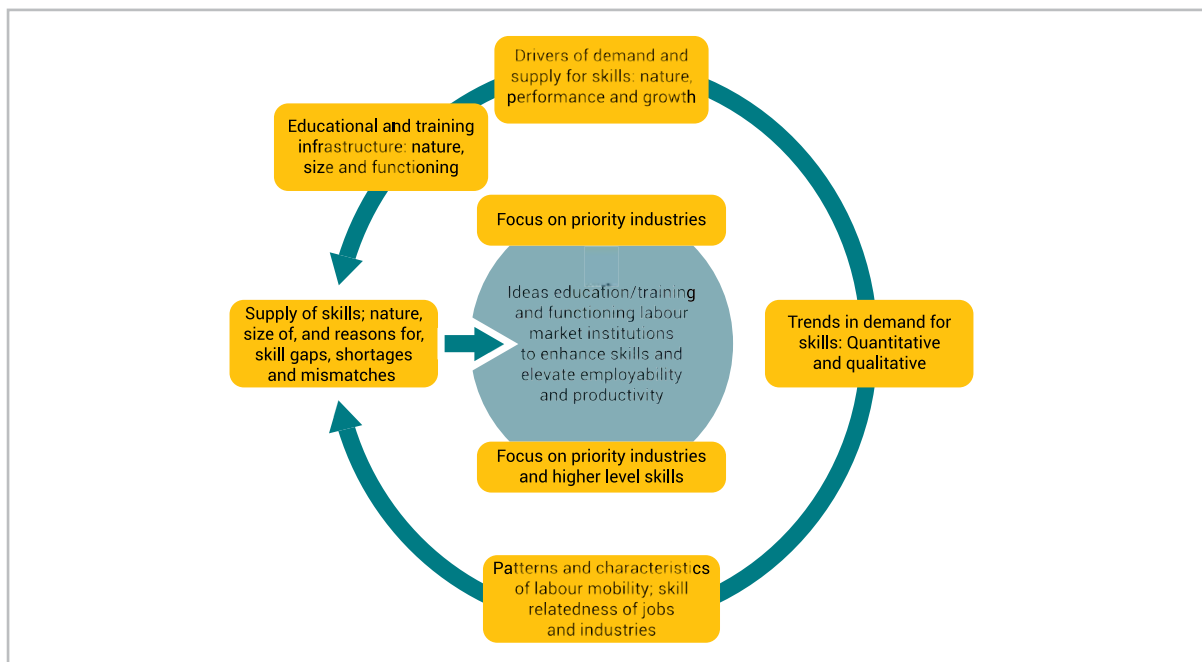 Drivers of demand and
supply for skills: nature,
performance and growth
Educational and training
infrastructure: nature,
size and functioning
Focus on priority industries
Ideas education/training
and functioning labour
market institutions
to enhance skills and
elevate employability
and productivity
Supply of skills; nature,
size of, and reasons for,
skill gaps, shortages
and mismatches
Trends in demand for
skills: Quantitative
and qualitative
Focus on priority industries
and higher level skills
Patterns and characteristics
of labour mobility; skill
relatedness of jobs
and industries